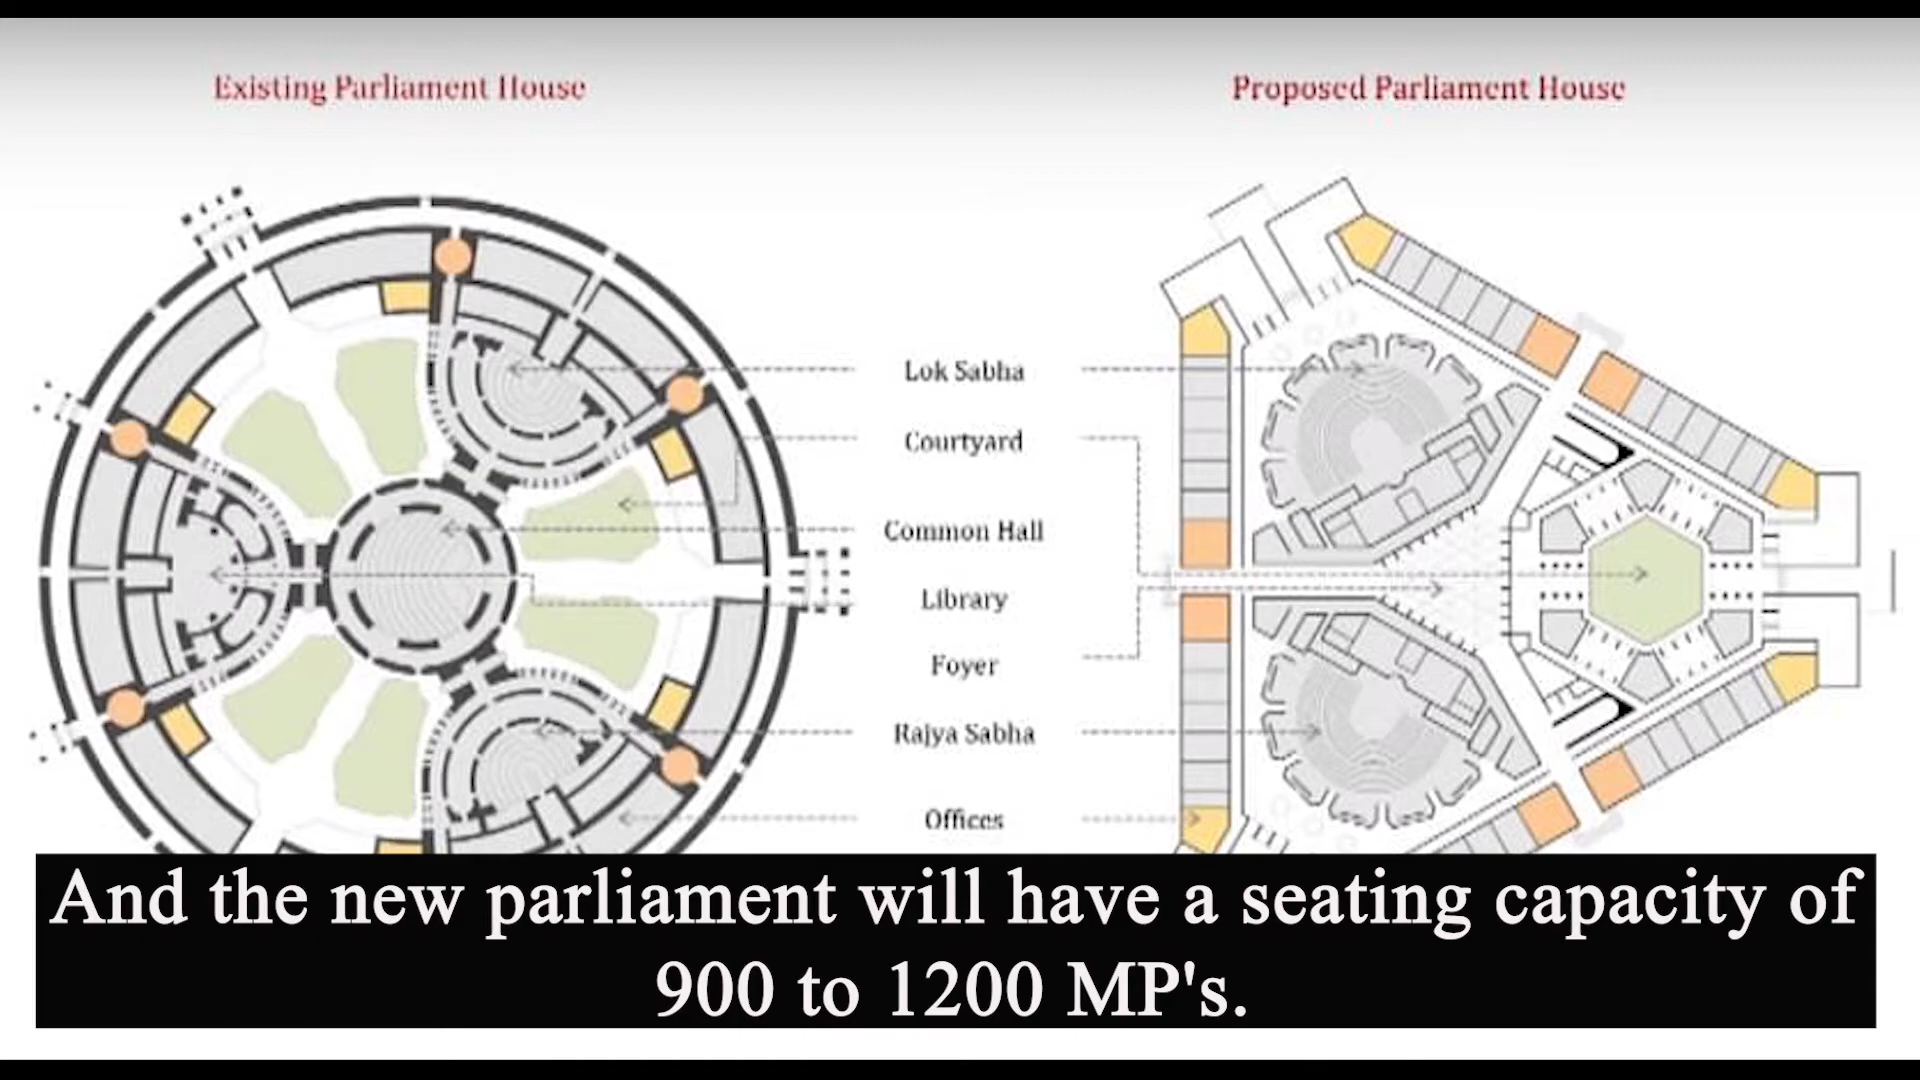 Existing Parliament House
Proposed Parliament House
Lok Sabha
Courtyard
Common Hall
Library
Foyer
Rajya Sabha
Offices
And the new parliament will have a seating capacity of
900 to 1200 MP's.